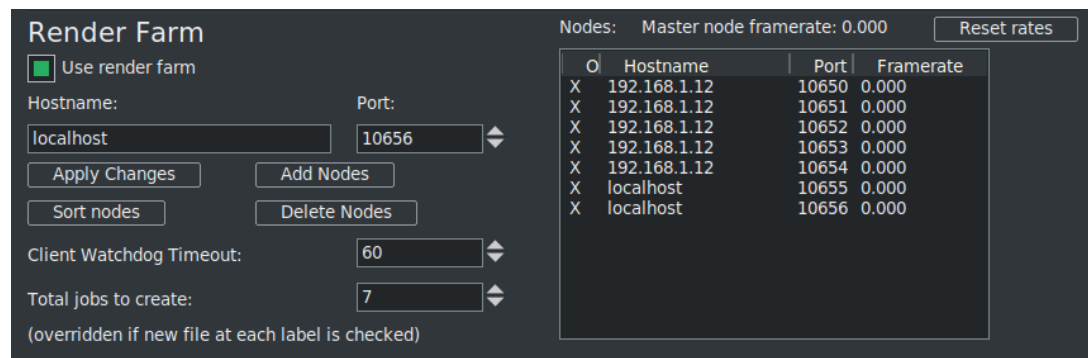 Render Farm
Use render farm
Hostname:
Port:
localhost
10656
Apply Changes
Add Nodes
Sort nodes
Delete Nodes
Client Watchdog Timeout:
60
Total jobs to create:
7
(overridden if new file at each label is checked)
Nodes:
Master node framerate: 0.000
Reset rates
O Hostname Port Framerate
X 192.168.1.12 10650 0.000
X 192.168.1.12 10651 0.000
X 192.168.1.12 10652 0.000
X 192.168.1.12 10653 0.000
X 192.168.1.12 10654 0.000
X localhost 10655 0.000
X localhost 10656 0.000